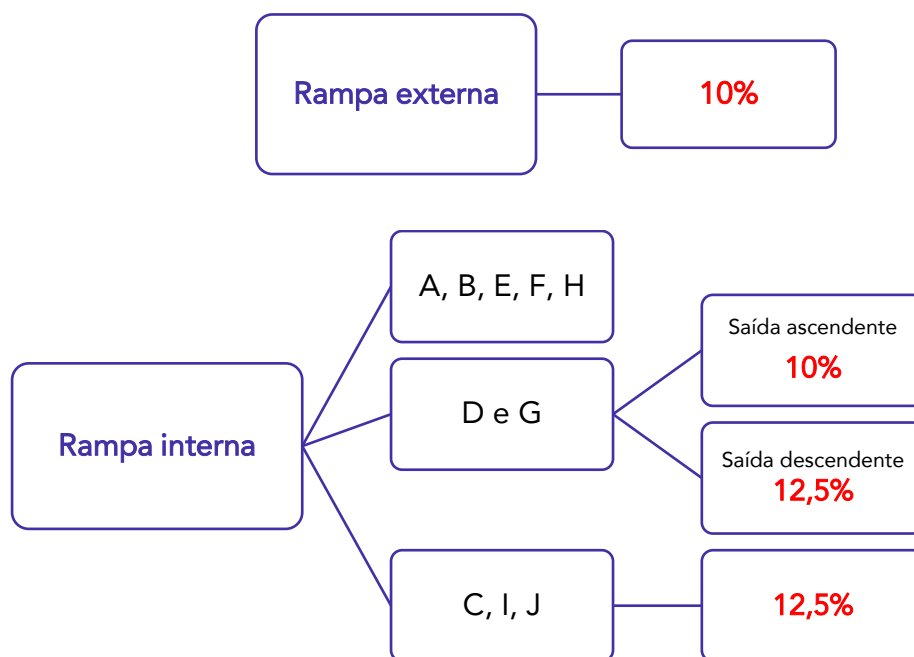 Rampa externa
10%
A, B, E, F, H
Saída ascendente
10%
D e G
Rampa interna
Saída descendente
12,5%
C, I, J
12,5%